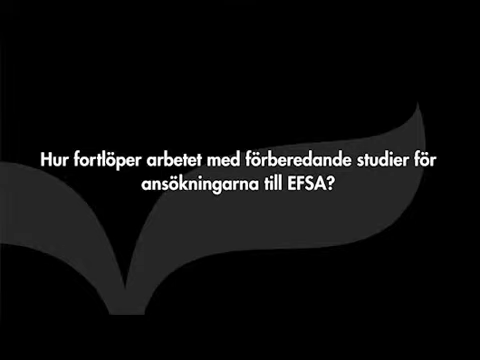 Hur fortlöper arbetet med förberedande studier för
ansökningarna till EFSA?